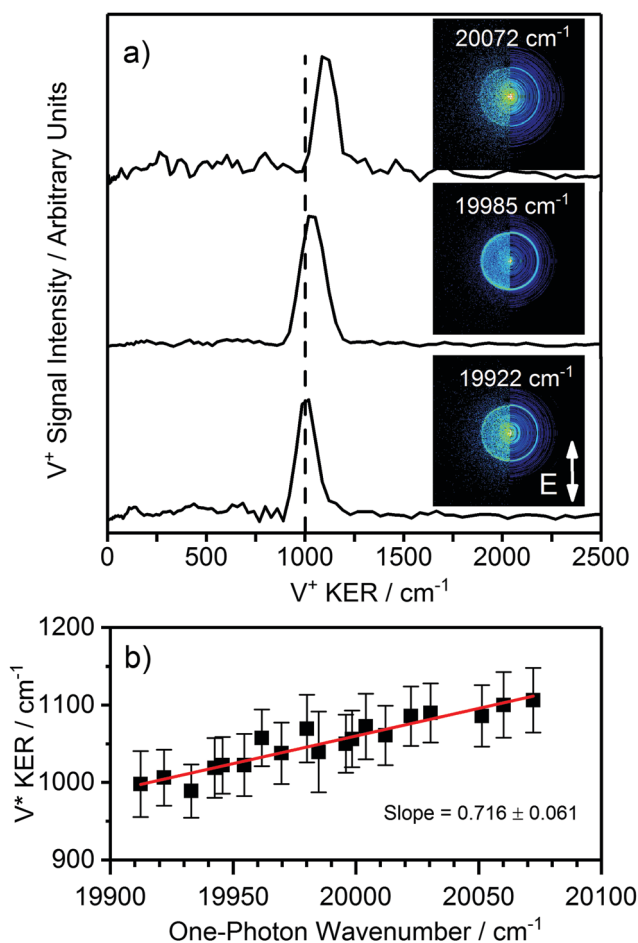 a)
20072 cm⁻¹
19985 cm⁻¹
19922 cm⁻¹
E
V⁺ Signal Intensity / Arbitrary Units
0 500 1000 1500 2000 2500
V⁺ KER / cm⁻¹
b)
1200
1100
1000
900
V* KER / cm⁻¹
Slope = 0.716 ± 0.061
19900 19950 20000 20050 20100
One-Photon Wavenumber / cm⁻¹